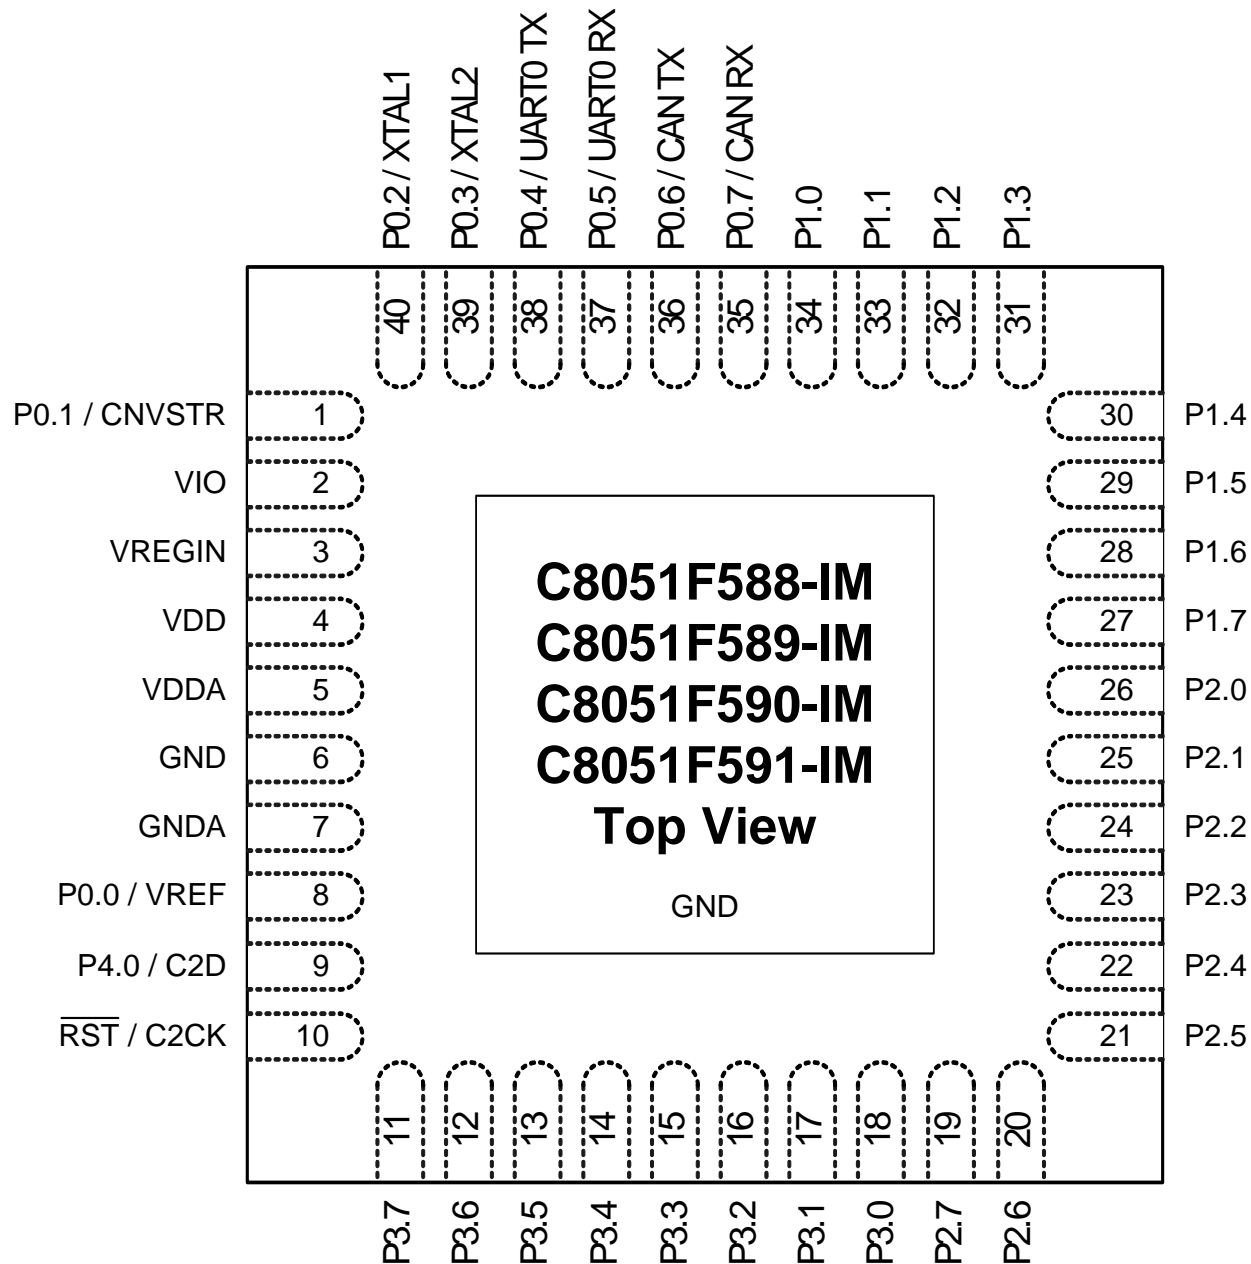 P0.2 / XTAL1
P0.3 / XTAL2
P0.4 / UART0 TX
P0.5 / UART0 RX
P0.6 / CAN TX
P0.7 / CAN RX
P1.0
P1.1
P1.2
P1.3
40
39
38
37
36
35
34
33
32
31
P0.1 / CNVSTR 1
VIO 2
VREGIN 3
VDD 4
VDDA 5
GND 6
GNDA 7
P0.0 / VREF 8
P4.0 / C2D 9
RST / C2CK 10
C8051F588-IM
C8051F589-IM
C8051F590-IM
C8051F591-IM
Top View
GND
30 P1.4
29 P1.5
28 P1.6
27 P1.7
26 P2.0
25 P2.1
24 P2.2
23 P2.3
22 P2.4
21 P2.5
11
12
13
14
15
16
17
18
19
20
P3.7
P3.6
P3.5
P3.4
P3.3
P3.2
P3.1
P3.0
P2.7
P2.6